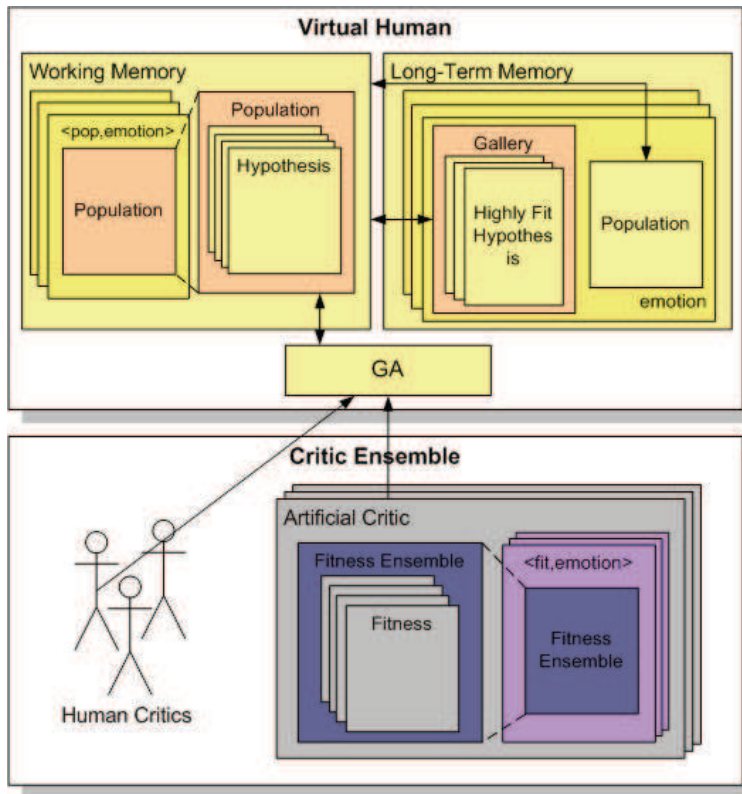 Virtual Human
Working Memory
<pop,emotion>
Population
Population
Hypothesis
Long-Term Memory
Gallery
Highly Fit
Hypothes
is
Population
emotion
GA
Critic Ensemble
Human Critics
Artificial Critic
Fitness Ensemble
Fitness
<fit,emotion>
Fitness
Ensemble